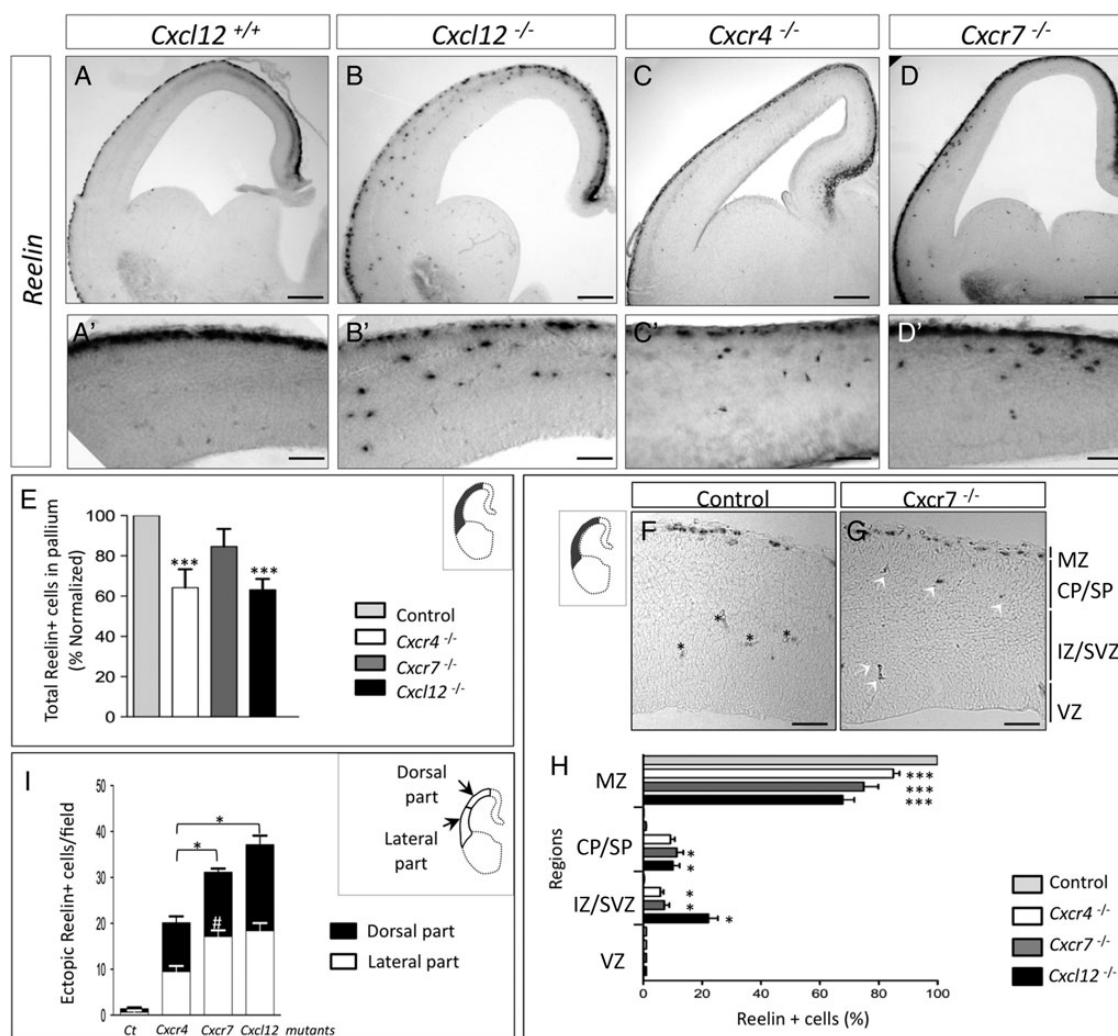 Cxcl12 +/+
Cxcl12 -/-
Cxcr4 -/-
Cxcr7 -/-
Reelin
A
B
C
D
A’
B’
C’
D’
E
Total Reelin+ cells in pallium
(% Normalized)
100
80
60
40
20
0
***
***
Control
Cxcr4 -/-
Cxcr7 -/-
Cxcl12 -/-
Control
Cxcr7 -/-
F
G
*
*
*
*
MZ
CP/SP
IZ/SVZ
VZ
H
Regions
MZ
CP/SP
IZ/SVZ
VZ
***
***
***
*
*
*
*
*
0
20
40
60
80
100
Reelin + cells (%)
Control
Cxcr4 -/-
Cxcr7 -/-
Cxcl12 -/-
I
Ectopic Reelin+ cells/field
50
40
30
20
10
0
*
*
#
Ct
Cxcr4
Cxcr7
Cxcl12
mutants
Dorsal
part
Lateral
part
Dorsal part
Lateral part